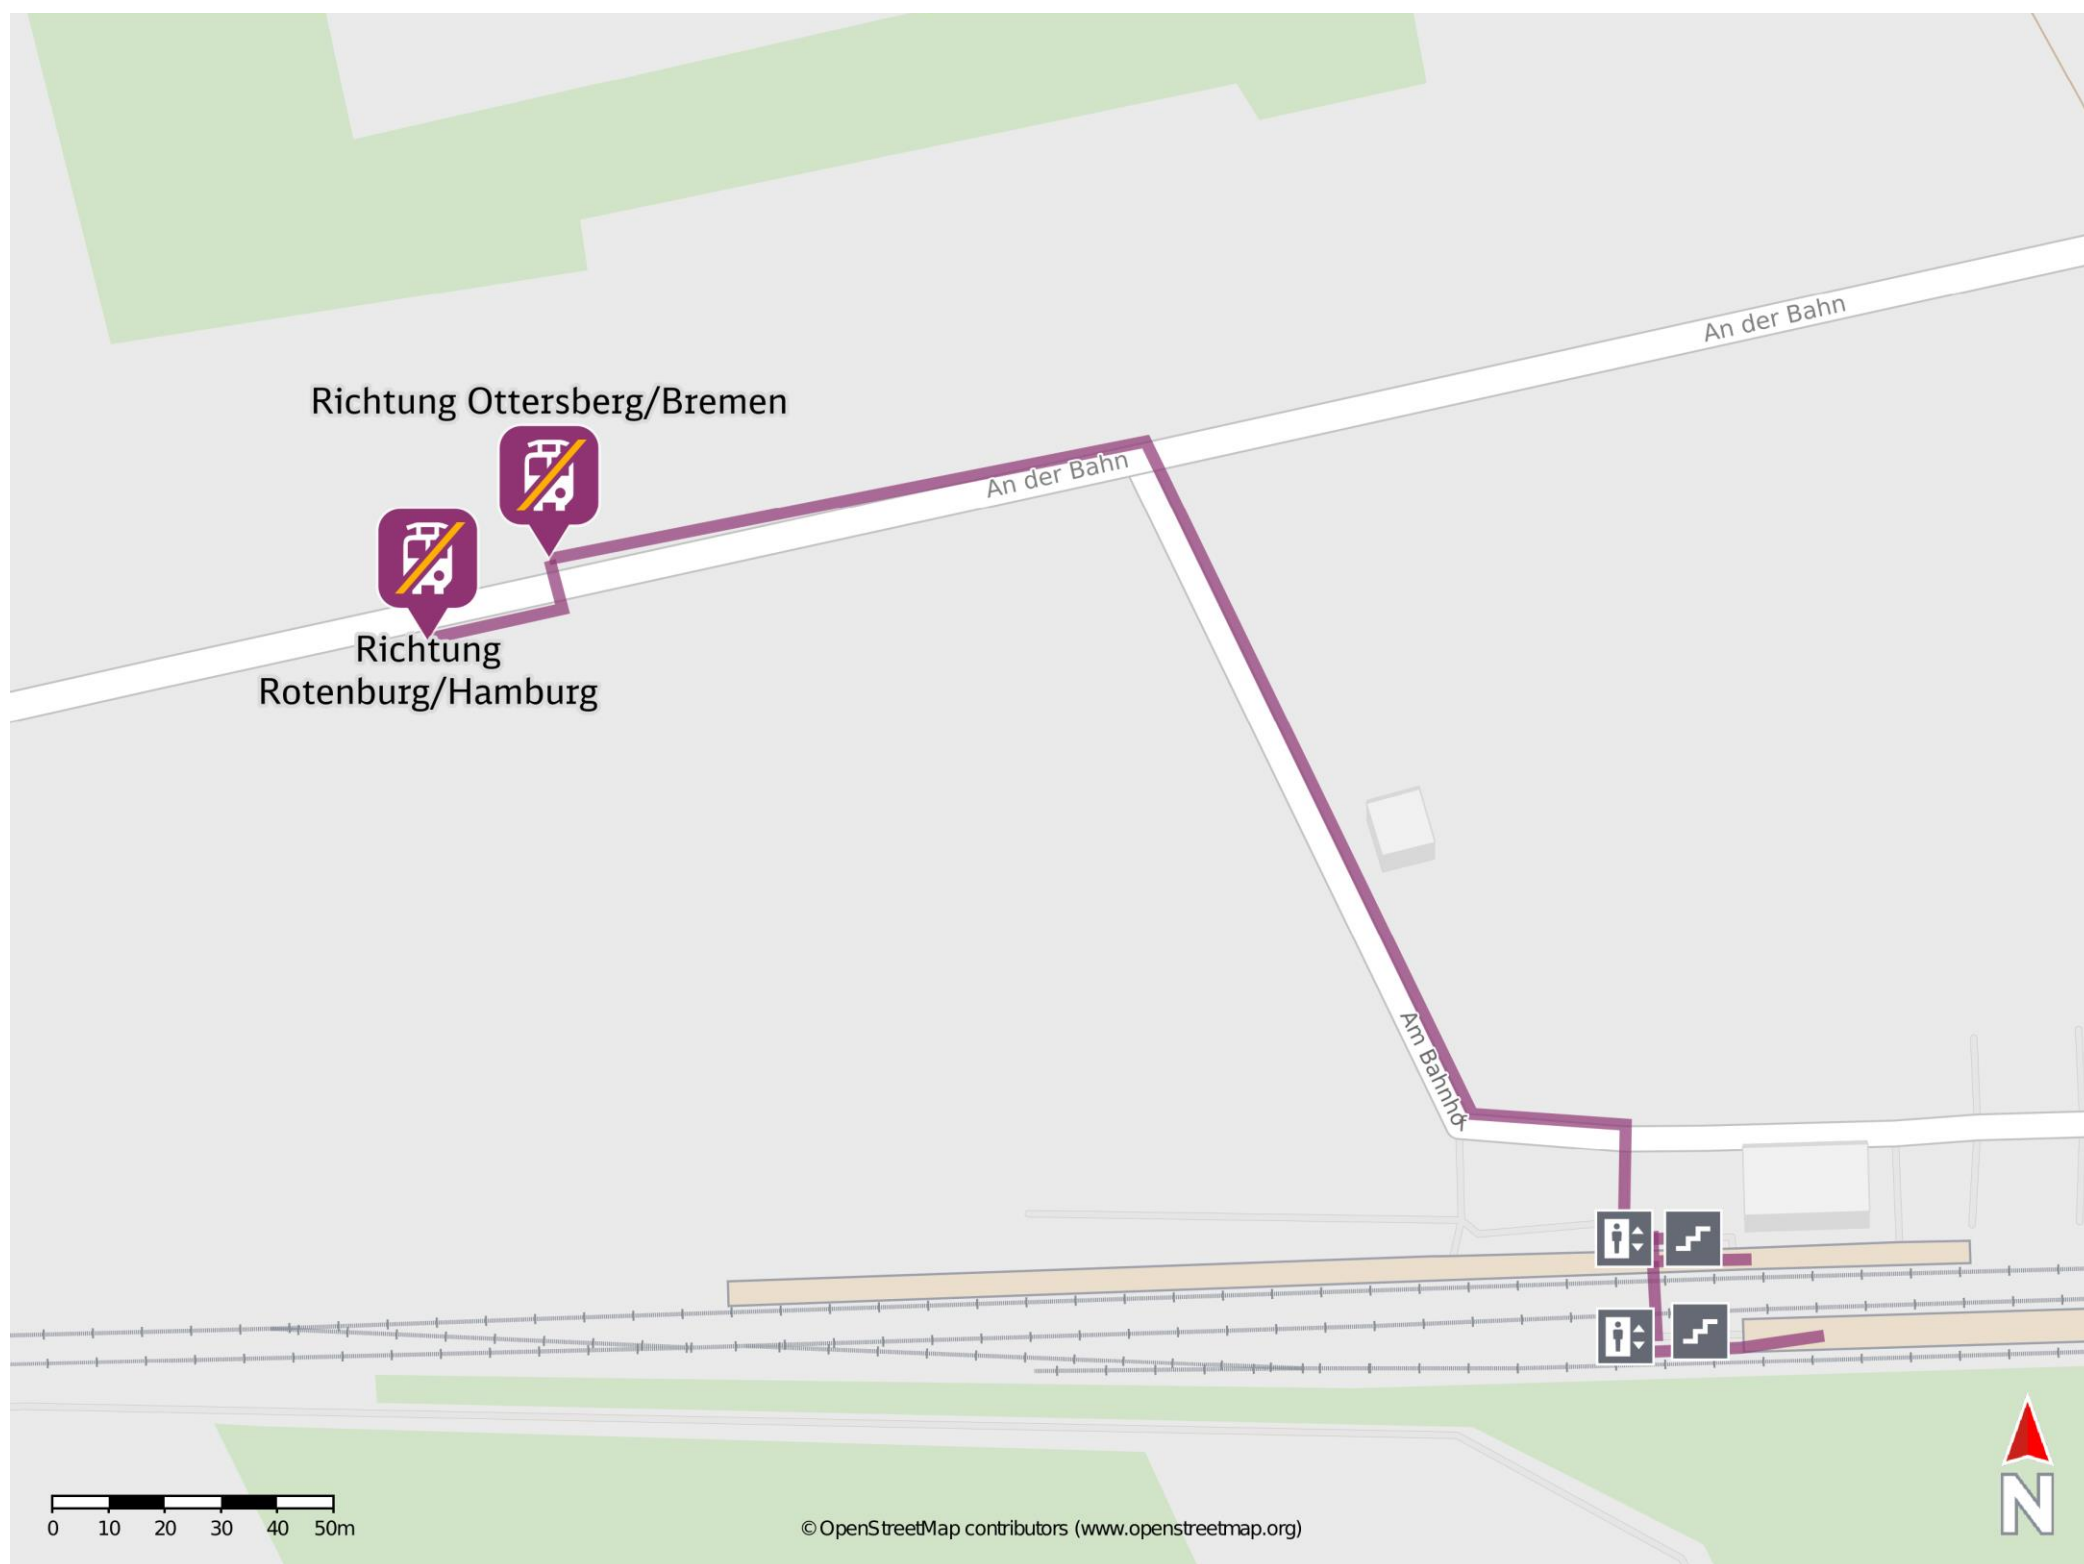 An der Bahn
Richtung Ottersberg/Bremen
An der Bahn
Richtung
Rotenburg/Hamburg
Am Bahnhof
0 10 20 30 40 50m
© OpenStreetMap contributors (www.openstreetmap.org)
N